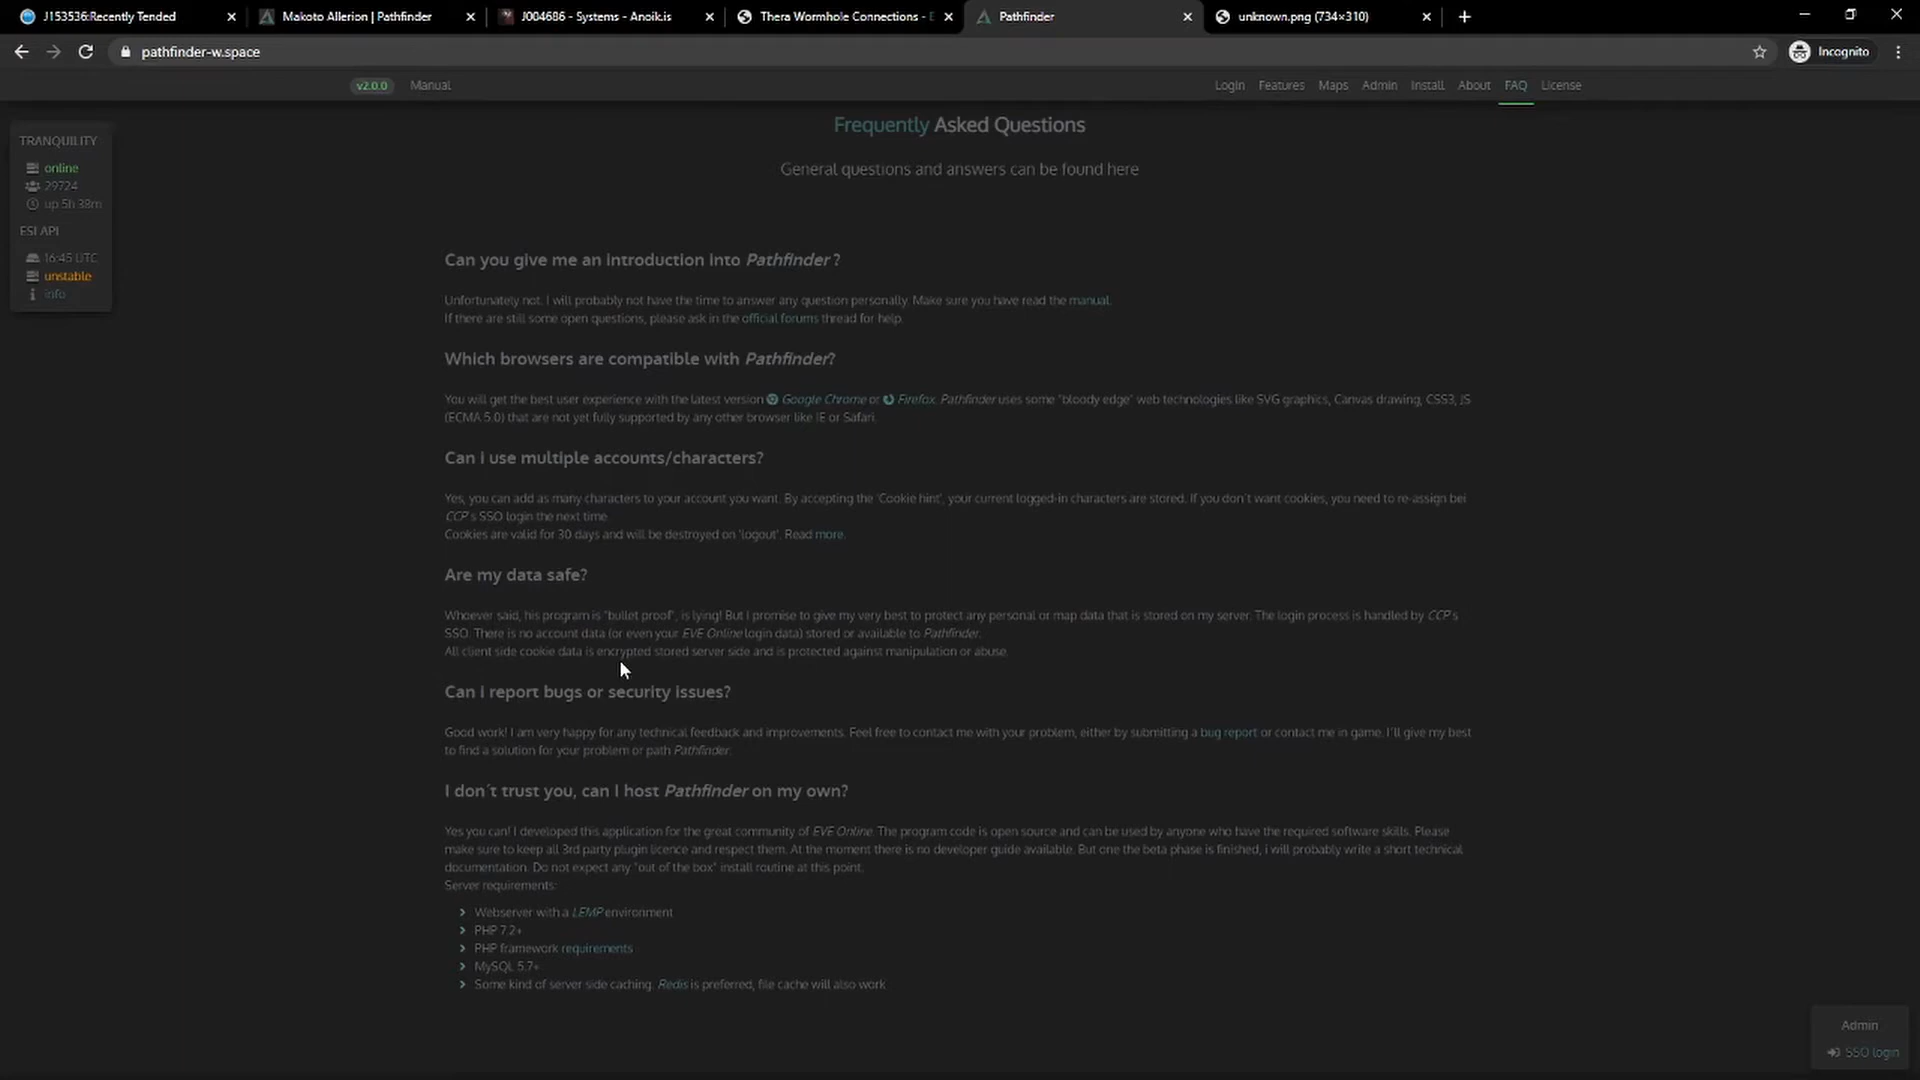 J153536:Recently Tended
Makoto Allerion | Pathfinder
J004686 - Systems - Anoik.is
Thera Wormhole Connections - E
Pathfinder
unknown.png (734×310)
pathfinder-w.space
Incognito
v2.0.0
Manual
Login
Features
Maps
Admin
Install
About
FAQ
License
TRANQUILITY
online
29724
up 5h 38m
ESI API
16:45 UTC
unstable
info
Frequently Asked Questions
General questions and answers can be found here
Can you give me an introduction into Pathfinder ?
Unfortunately not. I will probably not have the time to answer any question personally. Make sure you have read the manual.
If there are still some open questions, please ask in the official forums thread for help.
Which browsers are compatible with Pathfinder?
You will get the best user experience with the latest version Google Chrome or Firefox. Pathfinder uses some "bloody edge" web technologies like SVG graphics, Canvas drawing, CSS3, JS
(ECMA 5.0) that are not yet fully supported by any other browser like IE or Safari.
Can i use multiple accounts/characters?
Yes, you can add as many characters to your account you want. By accepting the 'Cookie hint', your current logged-in characters are stored. If you don´t want cookies, you need to re-assign bei
CCP's SSO login the next time.
Cookies are valid for 30 days and will be destroyed on 'logout'. Read more.
Are my data safe?
Whoever said, his program is "bullet proof", is lying! But I promise to give my very best to protect any personal or map data that is stored on my server. The login process is handled by CCP's
SSO. There is no account data (or even your EVE Online login data) stored or available to Pathfinder.
All client side cookie data is encrypted stored server side and is protected against manipulation or abuse.
Can i report bugs or security issues?
Good work! I am very happy for any technical feedback and improvements. Feel free to contact me with your problem, either by submitting a bug report or contact me in game. I´ll give my best
to find a solution for your problem or path Pathfinder.
I don´t trust you, can I host Pathfinder on my own?
Yes you can! I developed this application for the great community of EVE Online. The program code is open source and can be used by anyone who have the required software skills. Please
make sure to keep all 3rd party plugin licence and respect them. At the moment there is no developer guide available. But one the beta phase is finished, i will probably write a short technical
documentation. Do not expect any "out of the box" install routine at this point.
Server requirements:
Webserver with a LEMP environment
PHP 7.2+
PHP framework requirements
MySQL 5.7+
Some kind of server side caching. Redis is preferred, file cache will also work
Admin
SSO login